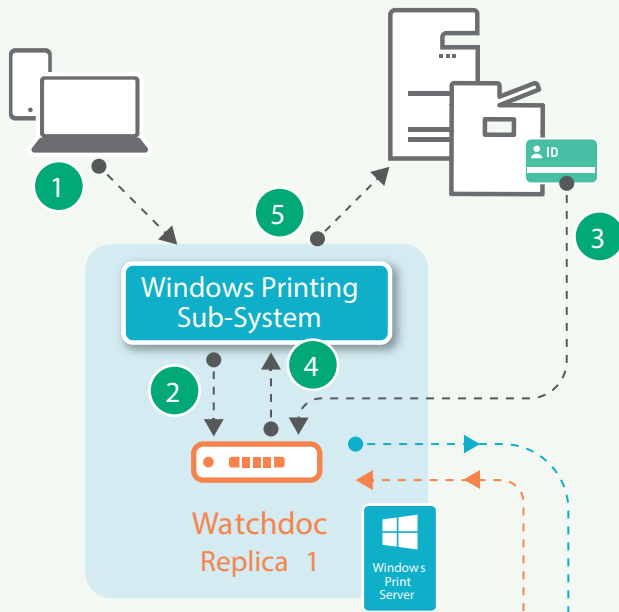 ID
1
5
3
Windows Printing
Sub-System
2
4
Watchdoc
Replica 1
Windows
Print
Server